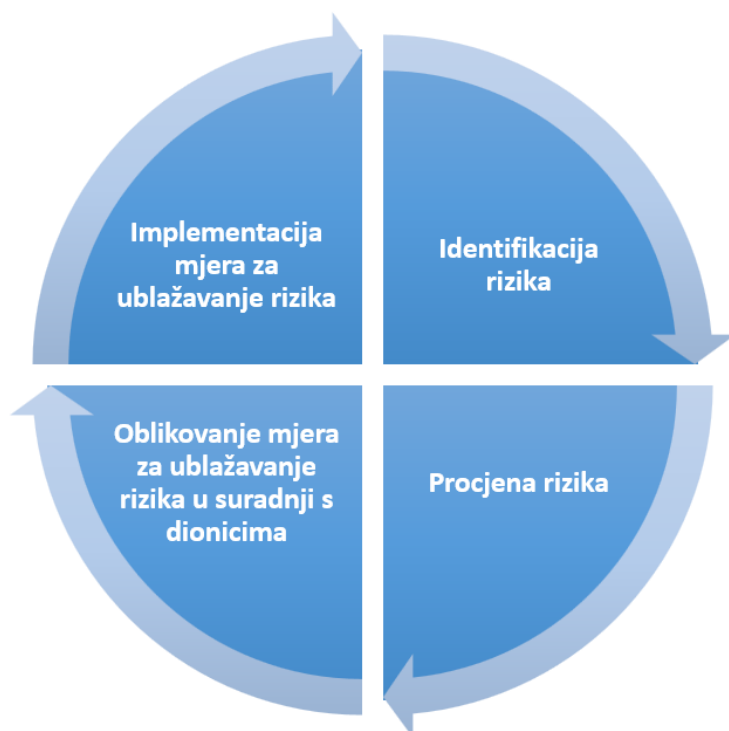 Implementacija
mjera za
ublažavanje rizika
Identifikacija
rizika
Oblikovanje mjera
za ublažavanje
rizika u suradnji s
dionicima
Procjena rizika